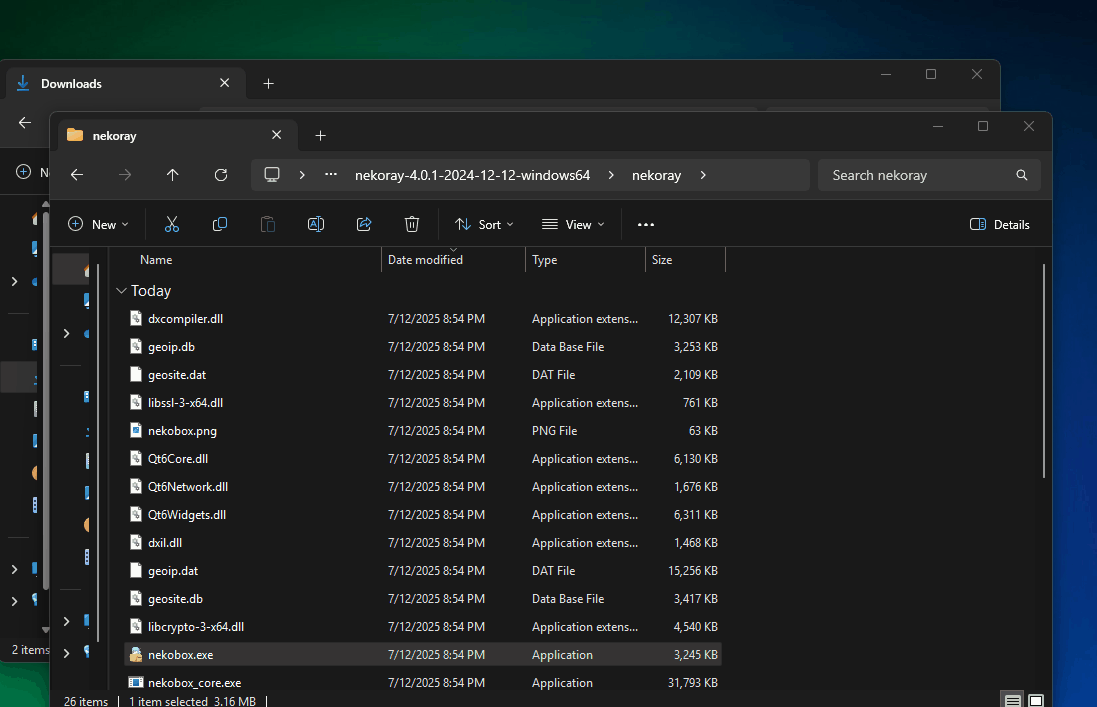 Downloads
nekoray
nekoray-4.0.1-2024-12-12-windows64 nekoray Search nekoray
New Sort View Details
Name Date modified Type Size
Today
dxcompiler.dll 7/12/2025 8:54 PM Application extens... 12,307 KB
geoip.db 7/12/2025 8:54 PM Data Base File 3,253 KB
geosite.dat 7/12/2025 8:54 PM DAT File 2,109 KB
libssl-3-x64.dll 7/12/2025 8:54 PM Application extens... 761 KB
nekobox.png 7/12/2025 8:54 PM PNG File 63 KB
Qt6Core.dll 7/12/2025 8:54 PM Application extens... 6,130 KB
Qt6Network.dll 7/12/2025 8:54 PM Application extens... 1,676 KB
Qt6Widgets.dll 7/12/2025 8:54 PM Application extens... 6,311 KB
dxil.dll 7/12/2025 8:54 PM Application extens... 1,468 KB
geoip.dat 7/12/2025 8:54 PM DAT File 15,256 KB
geosite.db 7/12/2025 8:54 PM Data Base File 3,417 KB
libcrypto-3-x64.dll 7/12/2025 8:54 PM Application extens... 4,540 KB
nekobox.exe 7/12/2025 8:54 PM Application 3,245 KB
2 items
nekobox_core.exe 7/12/2025 8:54 PM Application 31,793 KB
26 items 1 item selected 3.16 MB